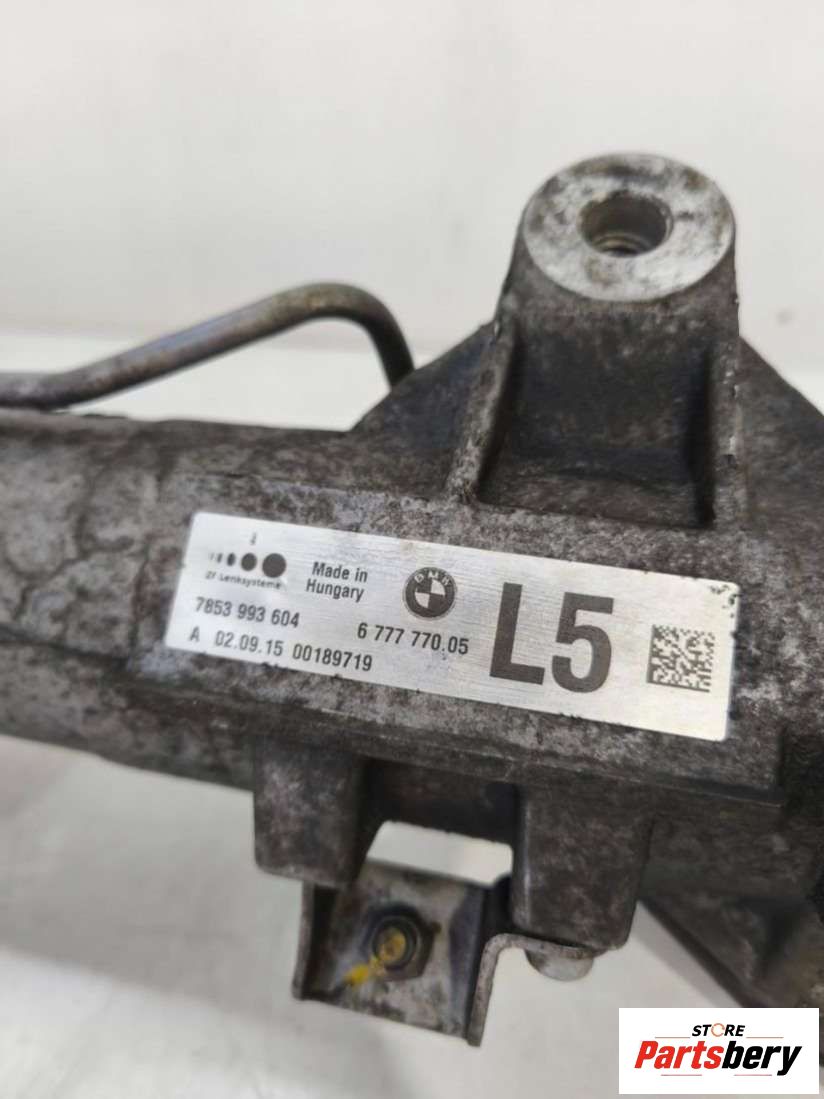 ZF Lenksysteme
Made in
Hungary
BMW
7853 993 604
6 777 770.05
A 02.09.15 00189719
L5
STORE
Partsbery